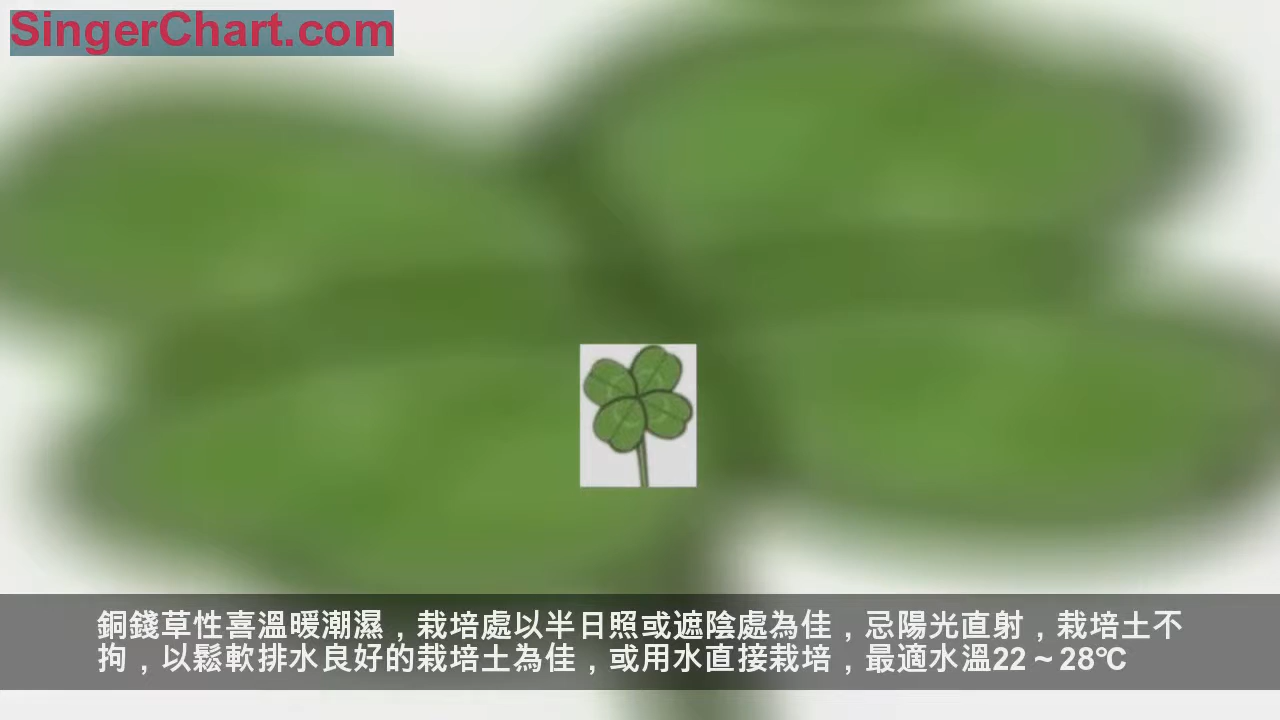 SingerChart.com
銅錢草性喜溫暖潮濕，栽培處以半日照或遮陰處為佳，忌陽光直射，栽培土不
拘，以鬆軟排水良好的栽培土為佳，或用水直接栽培，最適水溫22～28℃